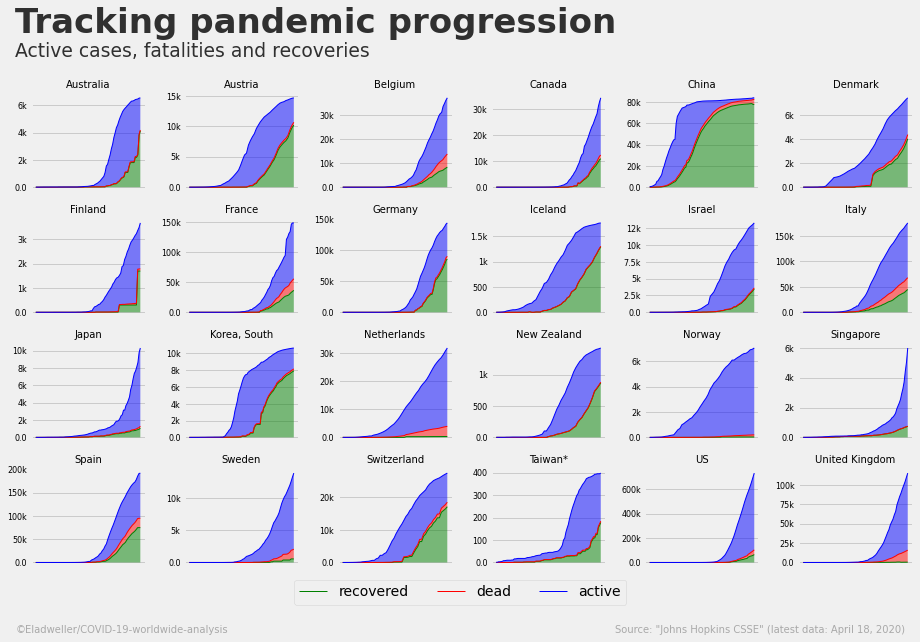 Tracking pandemic progression
Active cases, fatalities and recoveries
Australia Austria Belgium Canada China Denmark
6k 4k 2k 0.0
15k 10k 5k 0.0
30k 20k 10k 0.0
30k 20k 10k 0.0
80k 60k 40k 20k 0.0
6k 4k 2k 0.0
Finland France Germany Iceland Israel Italy
3k 2k 1k 0.0
150k 100k 50k 0.0
150k 100k 50k 0.0
1.5k 1k 500 0.0
12k 10k 7.5k 5k 2.5k 0.0
150k 100k 50k 0.0
Japan Korea, South Netherlands New Zealand Norway Singapore
10k 8k 6k 4k 2k 0.0
10k 8k 6k 4k 2k 0.0
30k 20k 10k 0.0
1k 500 0.0
6k 4k 2k 0.0
6k 4k 2k 0.0
Spain Sweden Switzerland Taiwan* US United Kingdom
200k 150k 100k 50k 0.0
10k 5k 0.0
20k 10k 0.0
400 300 200 100 0.0
600k 400k 200k 0.0
100k 75k 50k 25k 0.0
recovered dead active
©Eladweller/COVID-19-worldwide-analysis
Source: "Johns Hopkins CSSE" (latest data: April 18, 2020)